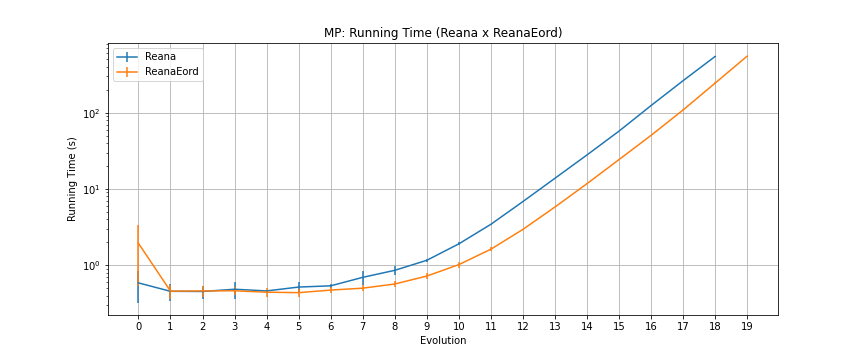 MP: Running Time (Reana x ReanaEord)
Reana
ReanaEord
Running Time (s)
10²
10¹
10⁰
0 1 2 3 4 5 6 7 8 9 10 11 12 13 14 15 16 17 18 19
Evolution